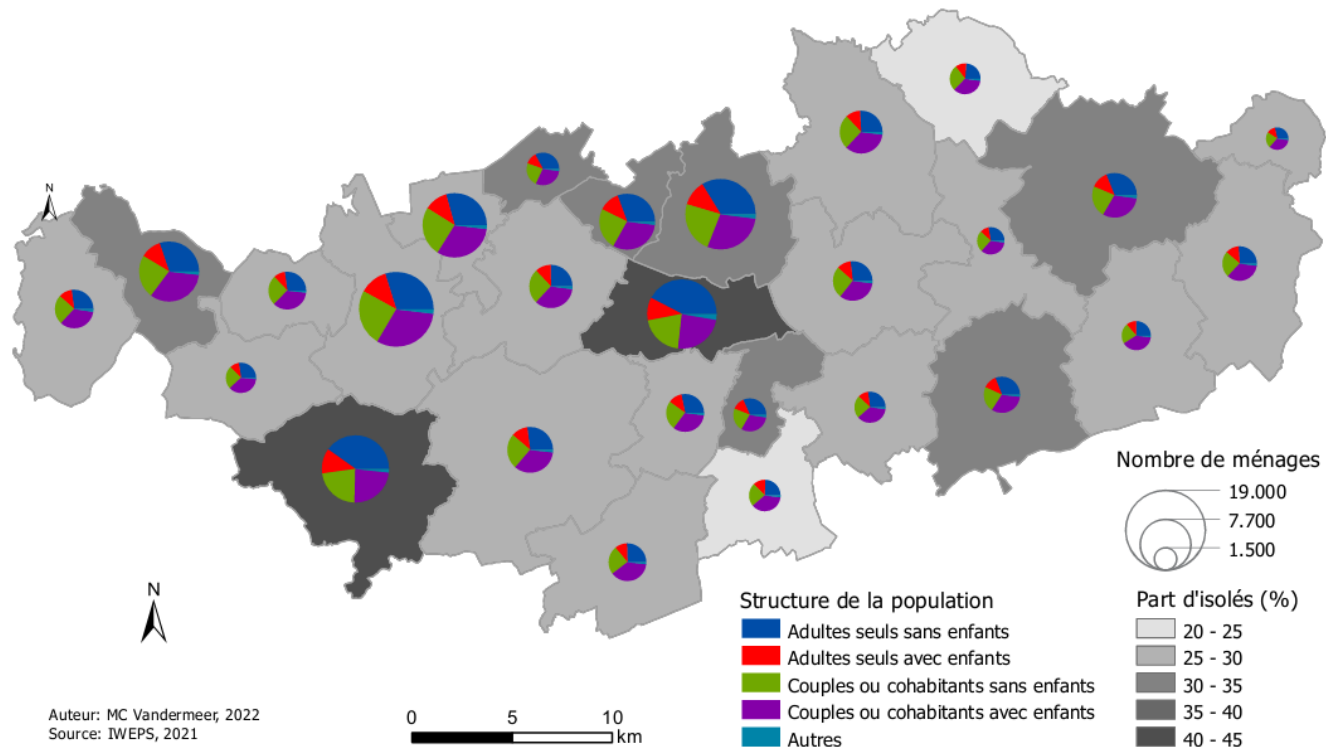 N
N
Nombre de ménages
19.000
7.700
1.500
Structure de la population
Adultes seuls sans enfants
Adultes seuls avec enfants
Couples ou cohabitants sans enfants
Couples ou cohabitants avec enfants
Autres
Part d'isolés (%)
20 - 25
25 - 30
30 - 35
35 - 40
40 - 45
Auteur: MC Vandermeer, 2022
Source: IWEPS, 2021
0 5 10
km